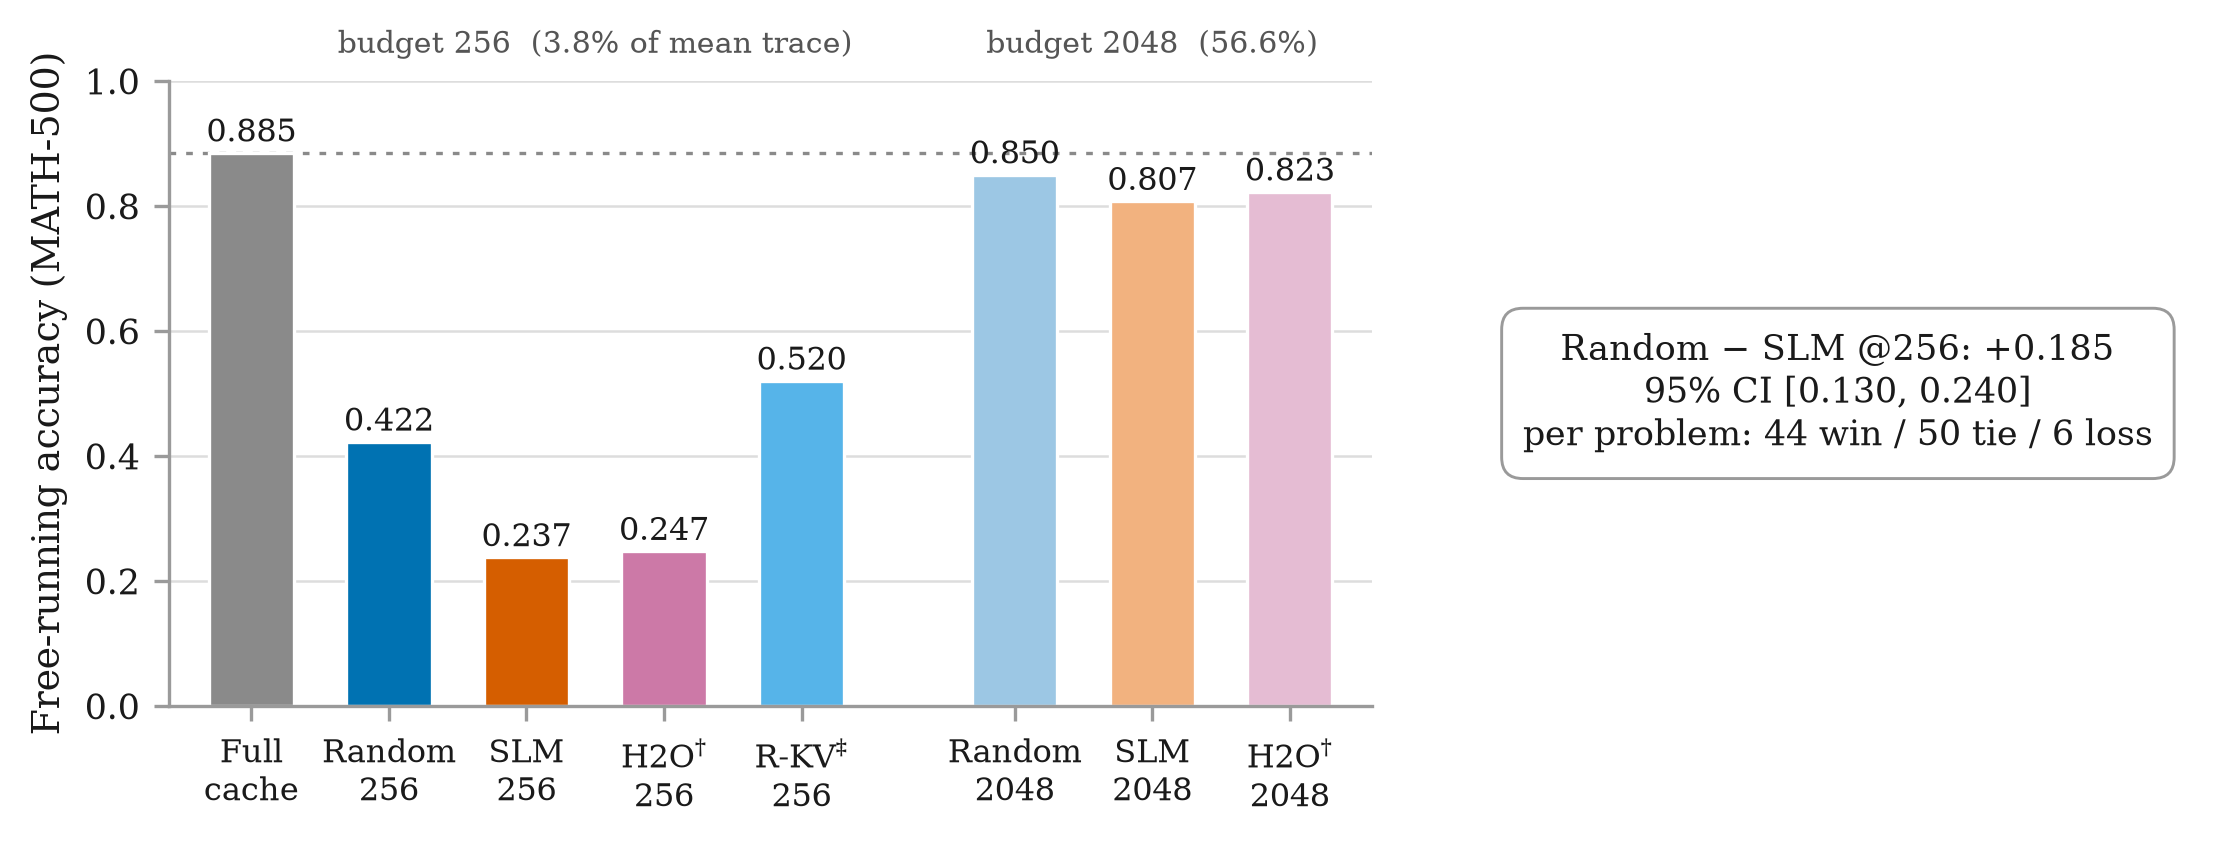 budget 256 (3.8% of mean trace)
budget 2048 (56.6%)
Free-running accuracy (MATH-500)
1.0
0.8
0.6
0.4
0.2
0.0
0.885
0.422
0.237
0.247
0.520
0.850
0.807
0.823
Full
cache
Random
256
SLM
256
H2O†
256
R-KV‡
256
Random
2048
SLM
2048
H2O†
2048
Random − SLM @256: +0.185
95% CI [0.130, 0.240]
per problem: 44 win / 50 tie / 6 loss